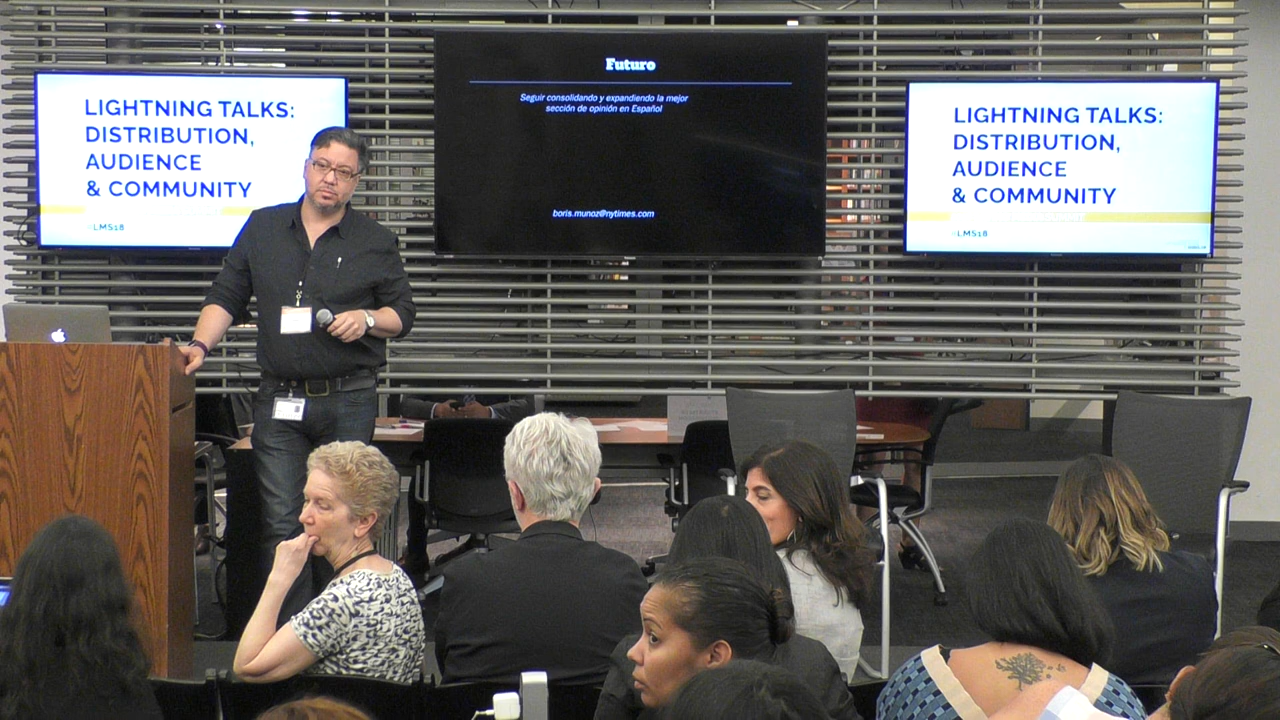 LIGHTNING TALKS:
DISTRIBUTION,
AUDIENCE
& COMMUNITY
#LMS18
Futuro
Seguir consolidando y expandiendo la mejor
sección de opinión en Español
boris.munoz@nytimes.com
LIGHTNING TALKS:
DISTRIBUTION,
AUDIENCE
& COMMUNITY
#LMS18